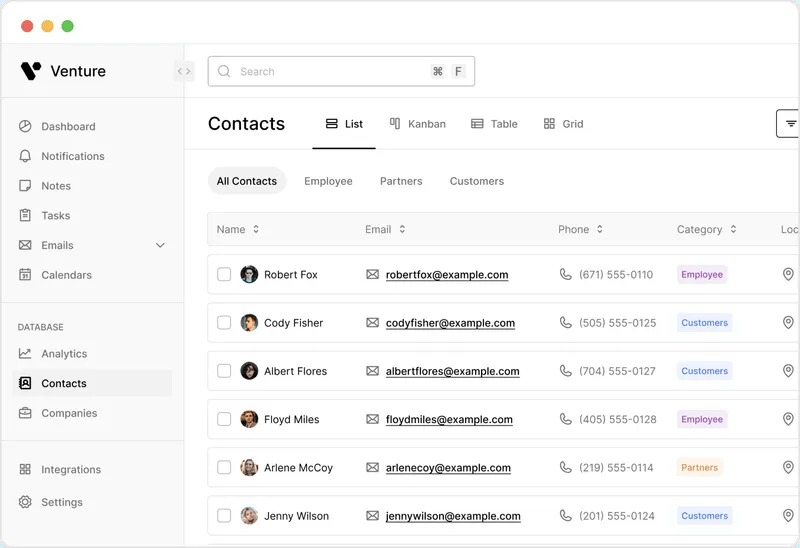 Venture
Search ⌘ F
Dashboard
Notifications
Notes
Tasks
Emails
Calendars
DATABASE
Analytics
Contacts
Companies
Integrations
Settings
Contacts List Kanban Table Grid
All Contacts Employee Partners Customers
Name Email Phone Category Loc
Robert Fox robertfox@example.com (671) 555-0110 Employee
Cody Fisher codyfisher@example.com (505) 555-0125 Customers
Albert Flores albertflores@example.com (704) 555-0127 Customers
Floyd Miles floydmiles@example.com (405) 555-0128 Employee
Arlene McCoy arlenecoy@example.com (219) 555-0114 Partners
Jenny Wilson jennywilson@example.com (201) 555-0124 Customers